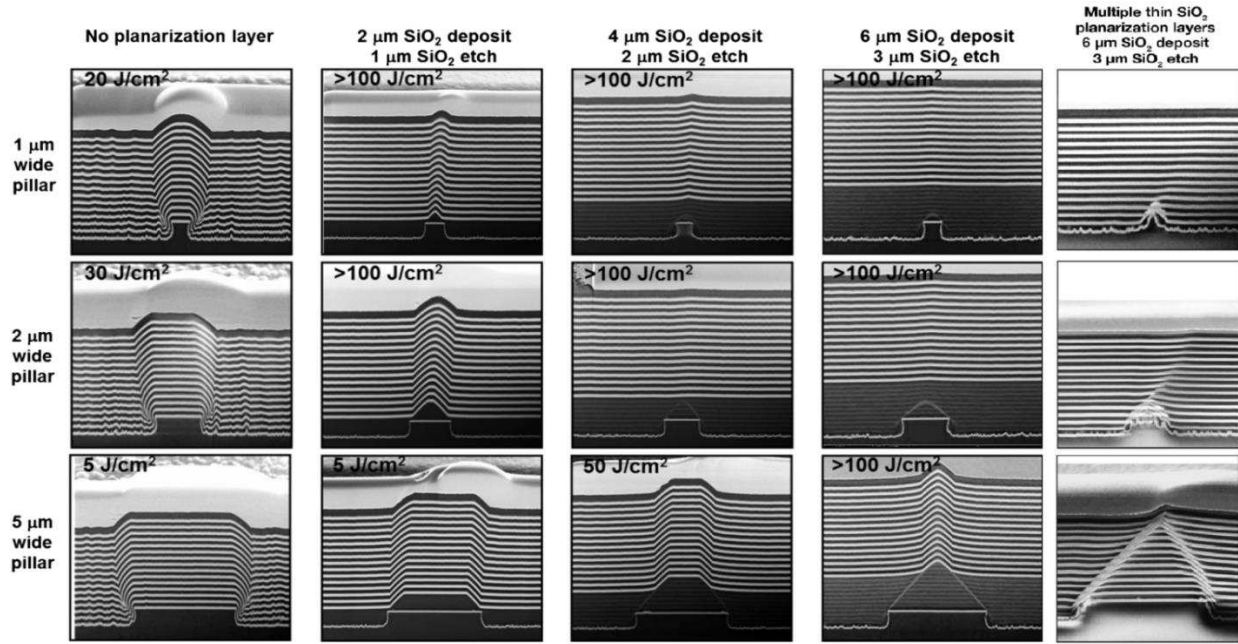 No planarization layer
2 μm SiO₂ deposit
1 μm SiO₂ etch
4 μm SiO₂ deposit
2 μm SiO₂ etch
6 μm SiO₂ deposit
3 μm SiO₂ etch
Multiple thin SiO₂
planarization layers
6 μm SiO₂ deposit
3 μm SiO₂ etch
1 μm
wide
pillar
20 J/cm²
>100 J/cm²
>100 J/cm²
>100 J/cm²
2 μm
wide
pillar
30 J/cm²
>100 J/cm²
>100 J/cm²
>100 J/cm²
5 μm
wide
pillar
5 J/cm²
5 J/cm²
50 J/cm²
>100 J/cm²